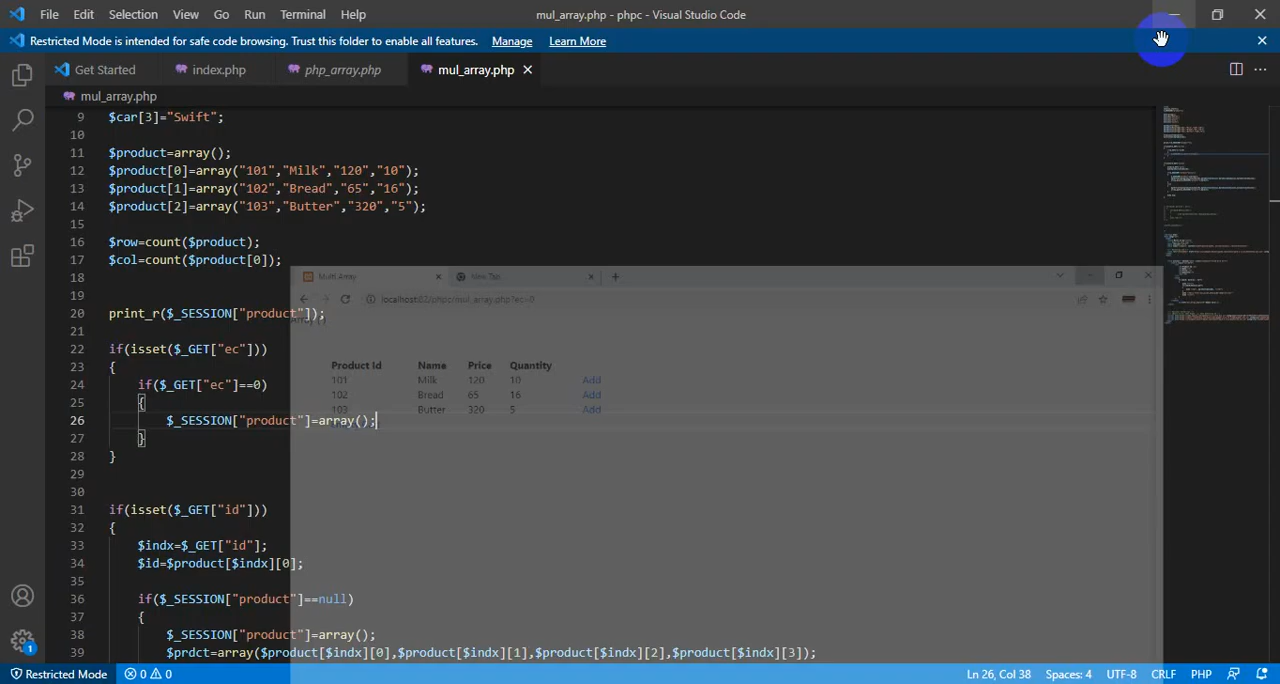 File Edit Selection View Go Run Terminal Help mul_array.php - phpc - Visual Studio Code
Restricted Mode is intended for safe code browsing. Trust this folder to enable all features. Manage Learn More
Get Started index.php php_array.php mul_array.php
mul_array.php
9 $car[3]="Swift";
10
11 $product=array();
12 $product[0]=array("101","Milk","120","10");
13 $product[1]=array("102","Bread","65","16");
14 $product[2]=array("103","Butter","320","5");
15
16 $row=count($product);
17 $col=count($product[0]);
18
19
20 print_r($_SESSION["product"]);
21
22 if(isset($_GET["ec"]))
23 {
24 if($_GET["ec"]==0)
25 {
26 $_SESSION["product"]=array();
27 }
28 }
29
30
31 if(isset($_GET["id"]))
32 {
33 $indx=$_GET["id"];
34 $id=$product[$indx][0];
35
36 if($_SESSION["product"]==null)
37 {
38 $_SESSION["product"]=array();
39 $prdct=array($product[$indx][0],$product[$indx][1],$product[$indx][2],$product[$indx][3]);
Multi Array New Tab
localhost:82/phpc/mul_array.php?ec=0
Product Id Name Price Quantity
101 Milk 120 10 Add
102 Bread 65 16 Add
103 Butter 320 5 Add
Restricted Mode 0 0 Ln 26, Col 38 Spaces: 4 UTF-8 CRLF PHP
1